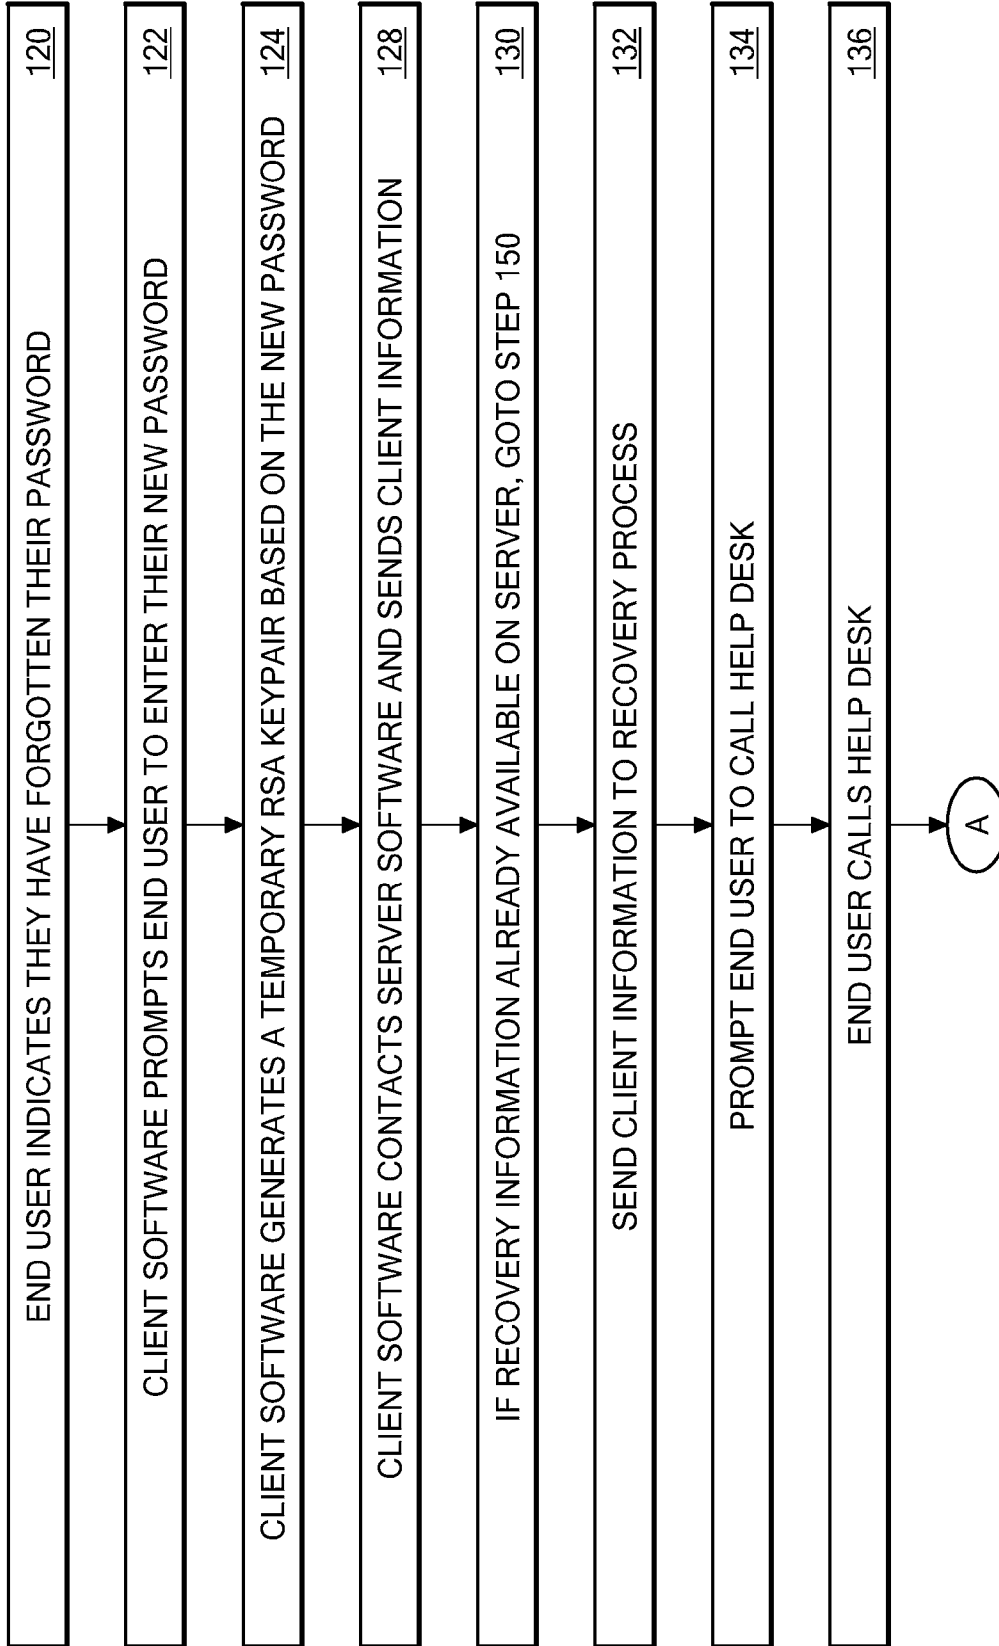 END USER INDICATES THEY HAVE FORGOTTEN THEIR PASSWORD 120
CLIENT SOFTWARE PROMPTS END USER TO ENTER THEIR NEW PASSWORD 122
CLIENT SOFTWARE GENERATES A TEMPORARY RSA KEYPAIR BASED ON THE NEW PASSWORD 124
CLIENT SOFTWARE CONTACTS SERVER SOFTWARE AND SENDS CLIENT INFORMATION 128
IF RECOVERY INFORMATION ALREADY AVAILABLE ON SERVER, GOTO STEP 150 130
SEND CLIENT INFORMATION TO RECOVERY PROCESS 132
PROMPT END USER TO CALL HELP DESK 134
END USER CALLS HELP DESK 136
A